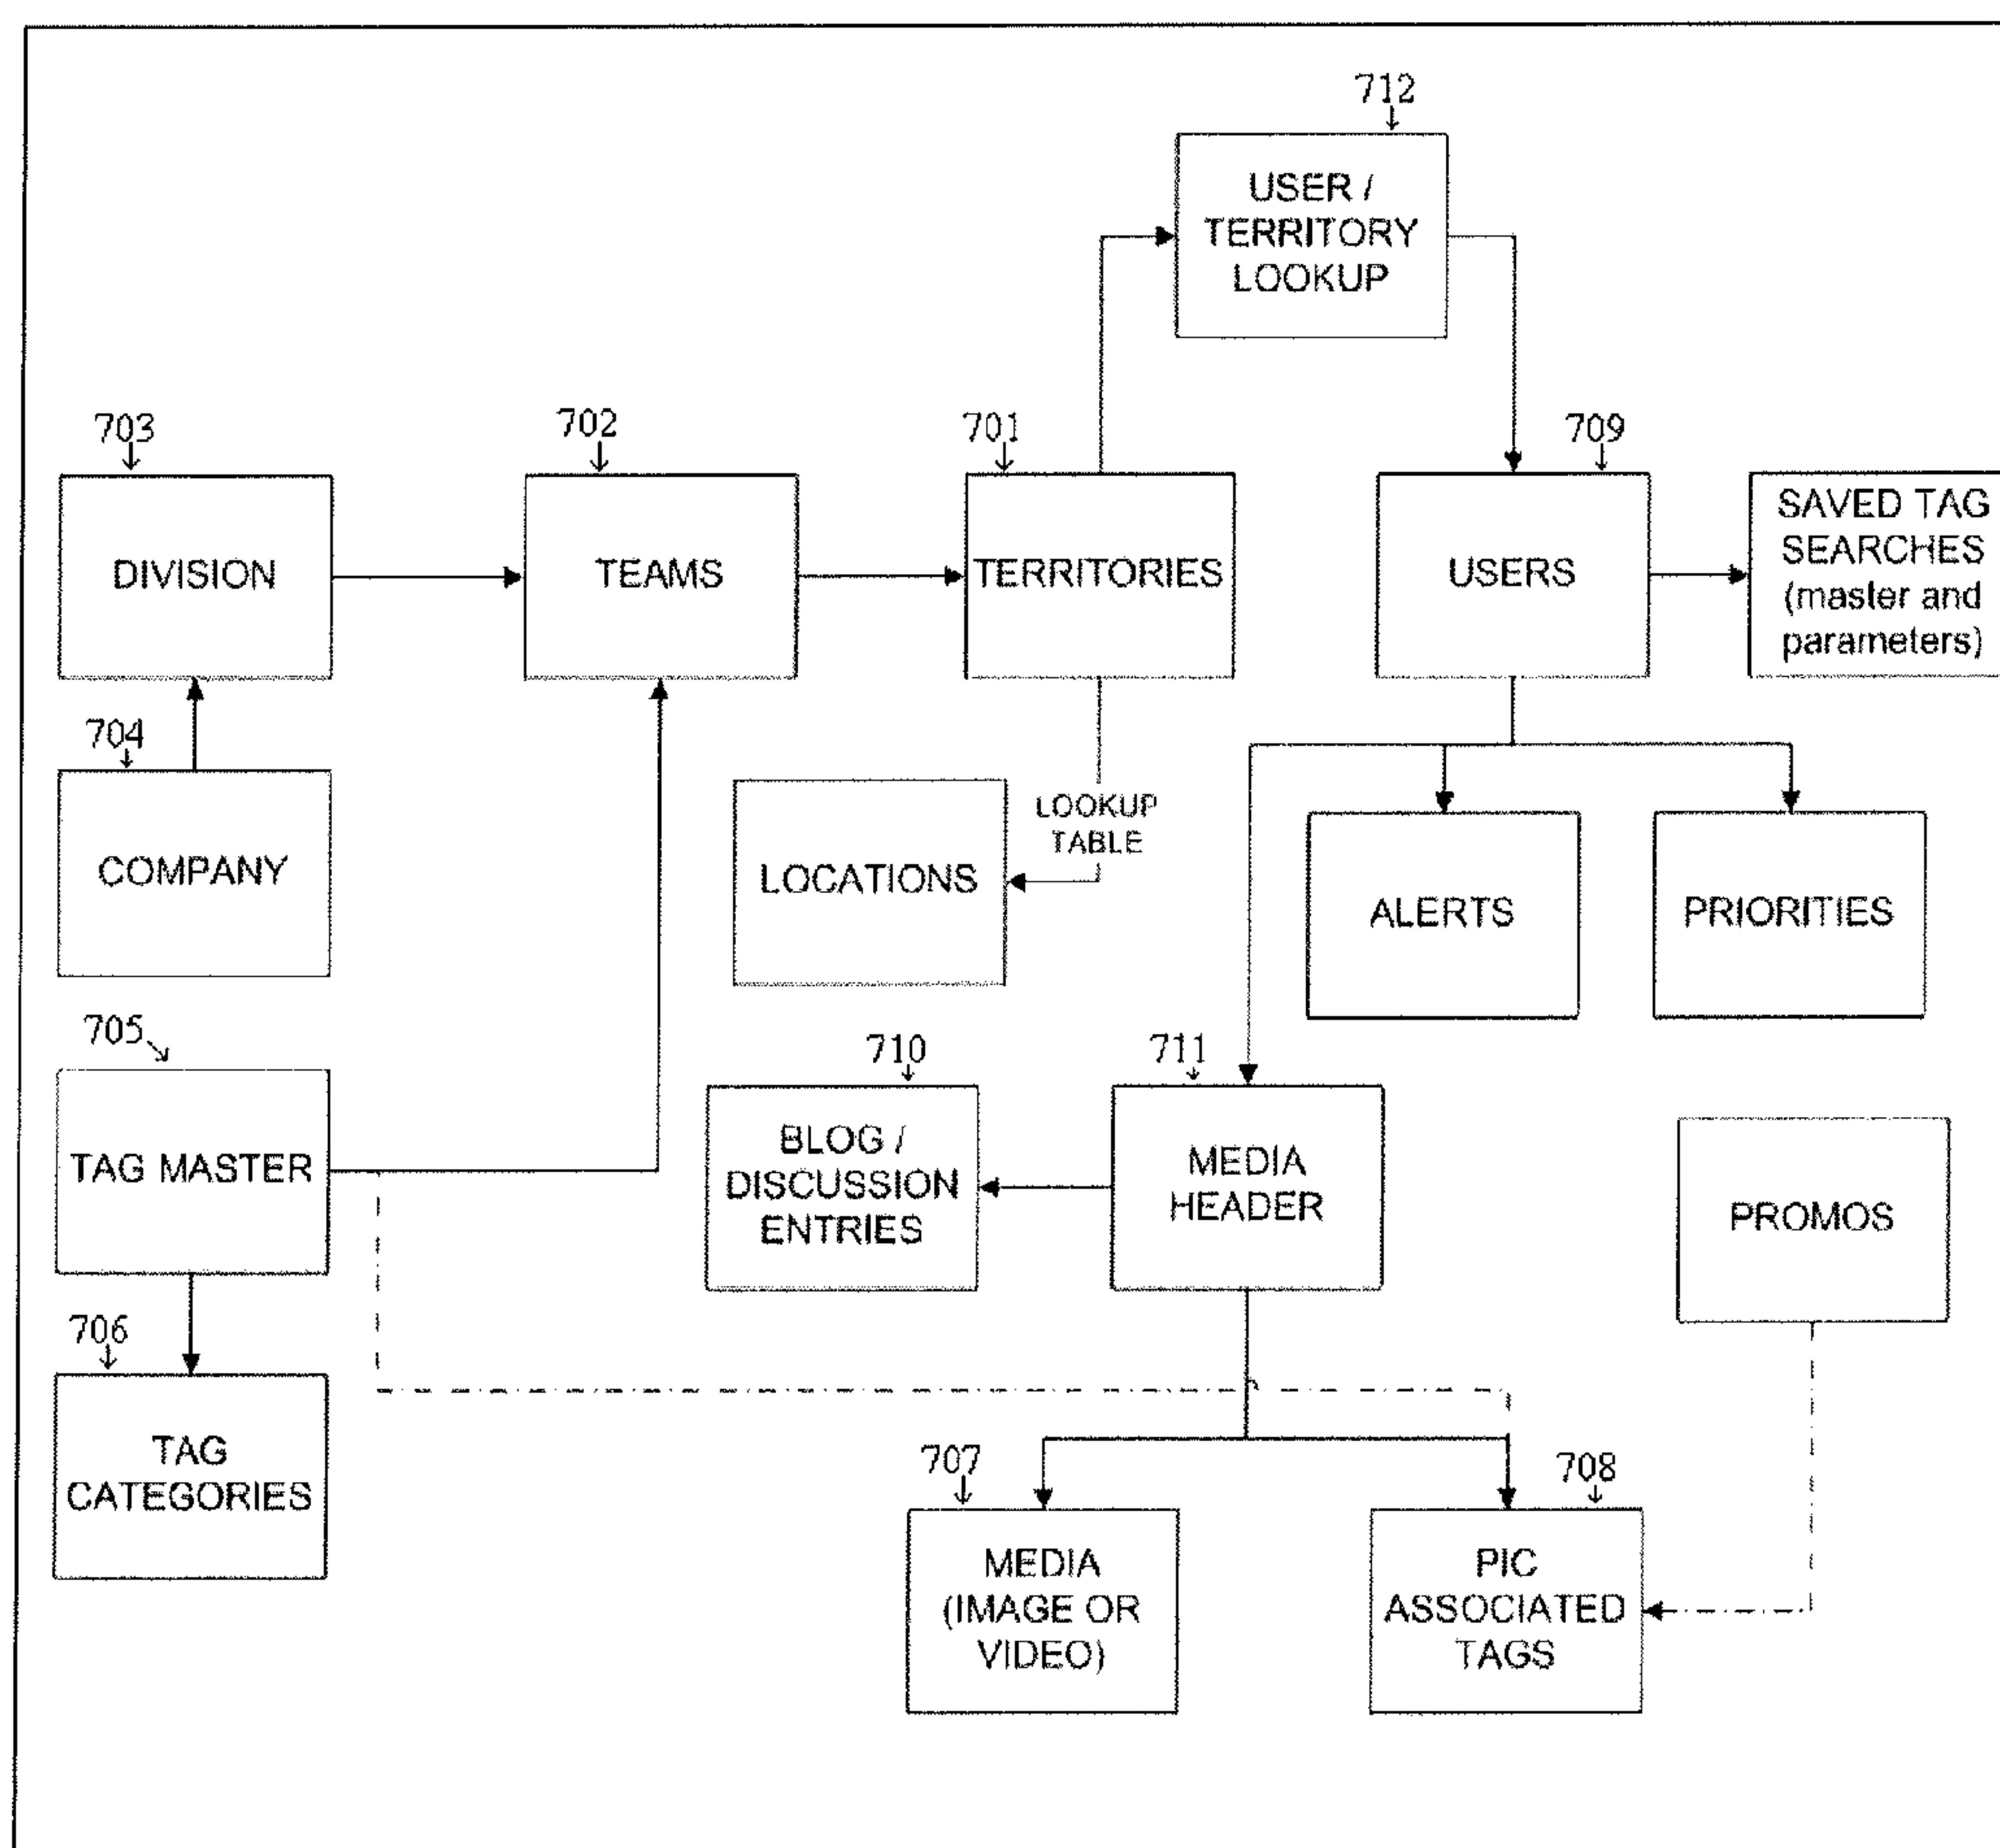 712
USER /
TERRITORY
LOOKUP
703
702
701
709
DIVISION
TEAMS
TERRITORIES
USERS
SAVED TAG
SEARCHES
(master and
parameters)
704
COMPANY
LOOKUP
TABLE
LOCATIONS
ALERTS
PRIORITIES
705
TAG MASTER
710
BLOG /
DISCUSSION
ENTRIES
711
MEDIA
HEADER
PROMOS
706
TAG
CATEGORIES
707
MEDIA
(IMAGE OR
VIDEO)
708
PIC
ASSOCIATED
TAGS